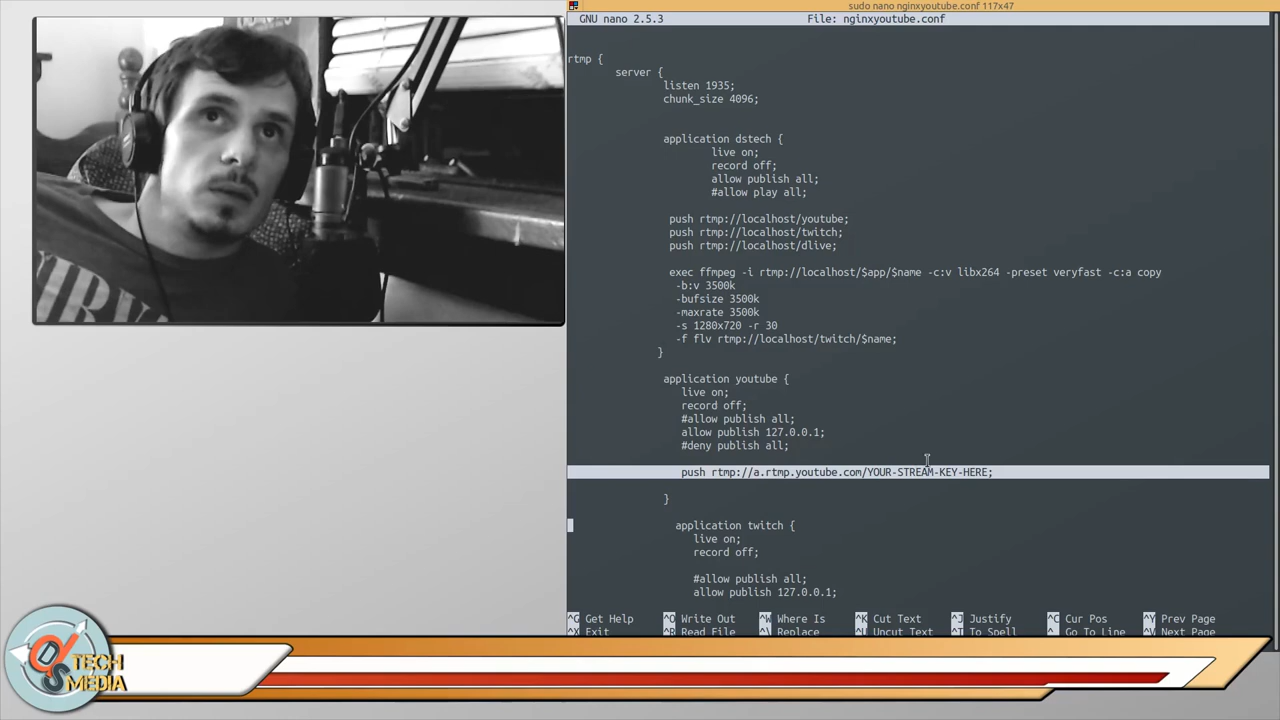 sudo nano nginxyoutube.conf 117x47
GNU nano 2.5.3 File: nginxyoutube.conf
rtmp {
server {
listen 1935;
chunk_size 4096;
application dstech {
live on;
record off;
allow publish all;
#allow play all;
push rtmp://localhost/youtube;
push rtmp://localhost/twitch;
push rtmp://localhost/dlive;
exec ffmpeg -i rtmp://localhost/$app/$name -c:v libx264 -preset veryfast -c:a copy
-b:v 3500k
-bufsize 3500k
-maxrate 3500k
-s 1280x720 -r 30
-f flv rtmp://localhost/twitch/$name;
}
application youtube {
live on;
record off;
#allow publish all;
allow publish 127.0.0.1;
#deny publish all;
push rtmp://a.rtmp.youtube.com/YOUR-STREAM-KEY-HERE;
}
application twitch {
live on;
record off;
#allow publish all;
allow publish 127.0.0.1;
^G Get Help ^O Write Out ^W Where Is ^K Cut Text ^J Justify ^C Cur Pos ^Y Prev Page
^X Exit ^R Read File ^\ Replace ^U Uncut Text ^T To Spell ^_ Go To Line ^V Next Page
DS
TECH
MEDIA